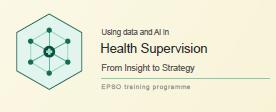 Using data and AI in
Health Supervision
From Insight to Strategy
EPSO training programme